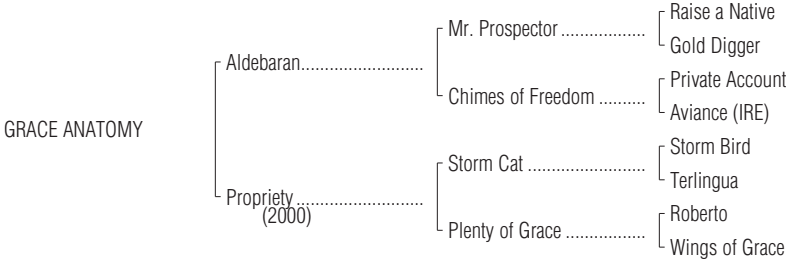 Raise a Native
Mr. Prospector ...................
Gold Digger
Aldebaran..........................
Private Account
Chimes of Freedom ..........
Aviance (IRE)
GRACE ANATOMY
Storm Bird
Storm Cat .........................
Terlingua
Propriety ...........................
(2000)
Roberto
Plenty of Grace .................
Wings of Grace